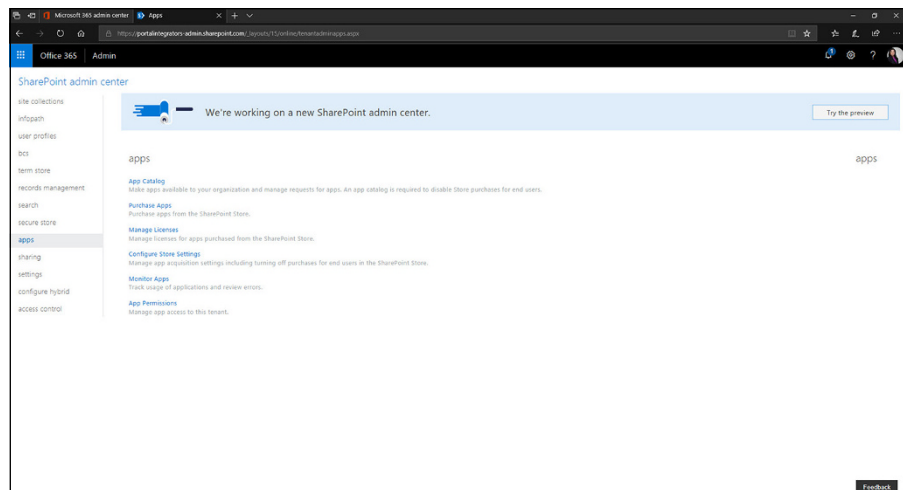 Microsoft 365 admin center
Apps
https://portalintegrators-admin.sharepoint.com/_layouts/15/online/tenantadminapps.aspx
Office 365
Admin
1
?
SharePoint admin center
site collections
infopath
user profiles
bcs
term store
records management
search
secure store
apps
sharing
settings
configure hybrid
access control
We're working on a new SharePoint admin center.
Try the preview
apps
apps
App Catalog
Make apps available to your organization and manage requests for apps. An app catalog is required to disable Store purchases for end users.
Purchase Apps
Purchase apps from the SharePoint Store.
Manage Licenses
Manage licenses for apps purchased from the SharePoint Store.
Configure Store Settings
Manage app acquisition settings including turning off purchases for end users in the SharePoint Store.
Monitor Apps
Track usage of applications and review errors.
App Permissions
Manage app access to this tenant.
Feedback